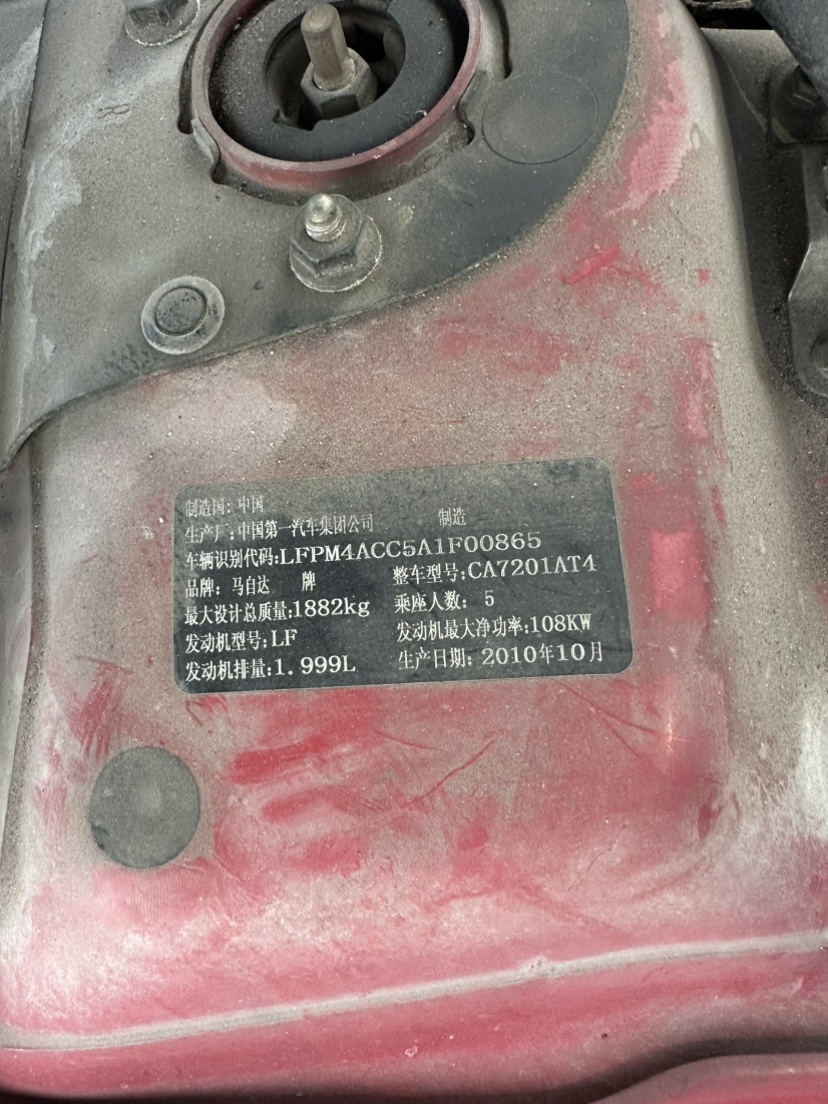 制造国: 中国
生产厂: 中国第一汽车集团公司 制造
车辆识别代码:LFPM4ACC5A1F00865
品牌: 马自达 牌 整车型号:CA7201AT4
最大设计总质量:1882kg 乘座人数: 5
发动机型号:LF 发动机最大净功率:108KW
发动机排量:1.999L 生产日期: 2010年10月
R